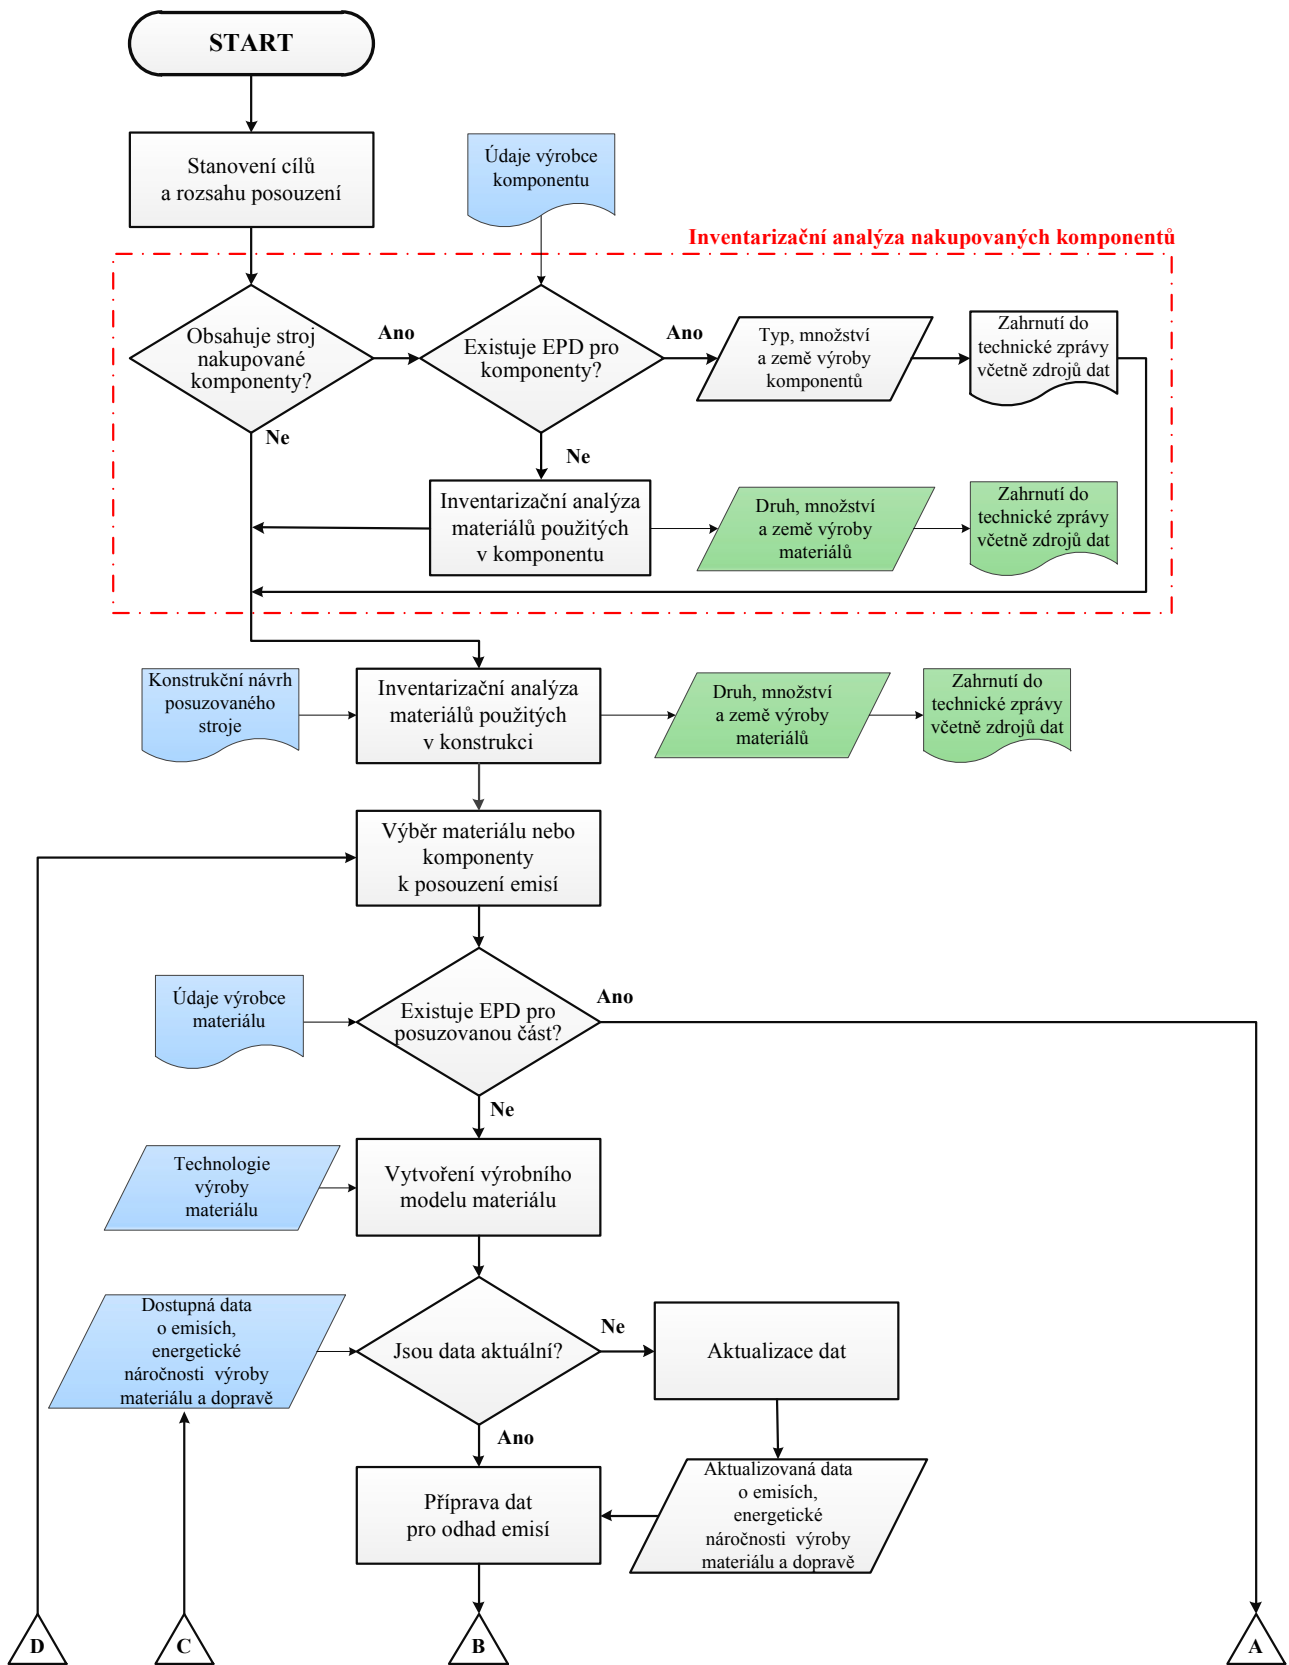 START
Stanovení cílů
a rozsahu posouzení
Údaje výrobce
komponentu
Inventarizační analýza nakupovaných komponentů
Obsahuje stroj
nakupované
komponenty?
Ano
Existuje EPD pro
komponenty?
Ano
Typ, množství
a země výroby
komponentů
Zahrnutí do
technické zprávy
včetně zdrojů dat
Ne
Ne
Inventarizační analýza
materiálů použitých
v komponentu
Druh, množství
a země výroby
materiálů
Zahrnutí do
technické zprávy
včetně zdrojů dat
Konstrukční návrh
posuzovaného
stroje
Inventarizační analýza
materiálů použitých
v konstrukci
Druh, množství
a země výroby
materiálů
Zahrnutí do
technické zprávy
včetně zdrojů dat
Výběr materiálu nebo
komponenty
k posouzení emisí
Údaje výrobce
materiálu
Existuje EPD pro
posuzovanou část?
Ano
Ne
Technologie
výroby
materiálu
Vytvoření výrobního
modelu materiálu
Dostupná data
o emisích,
energetické
náročnosti výroby
materiálu a dopravě
Jsou data aktuální?
Ne
Aktualizace dat
Ano
Příprava dat
pro odhad emisí
Aktualizovaná data
o emisích,
energetické
náročnosti výroby
materiálu a dopravě
D
C
B
A